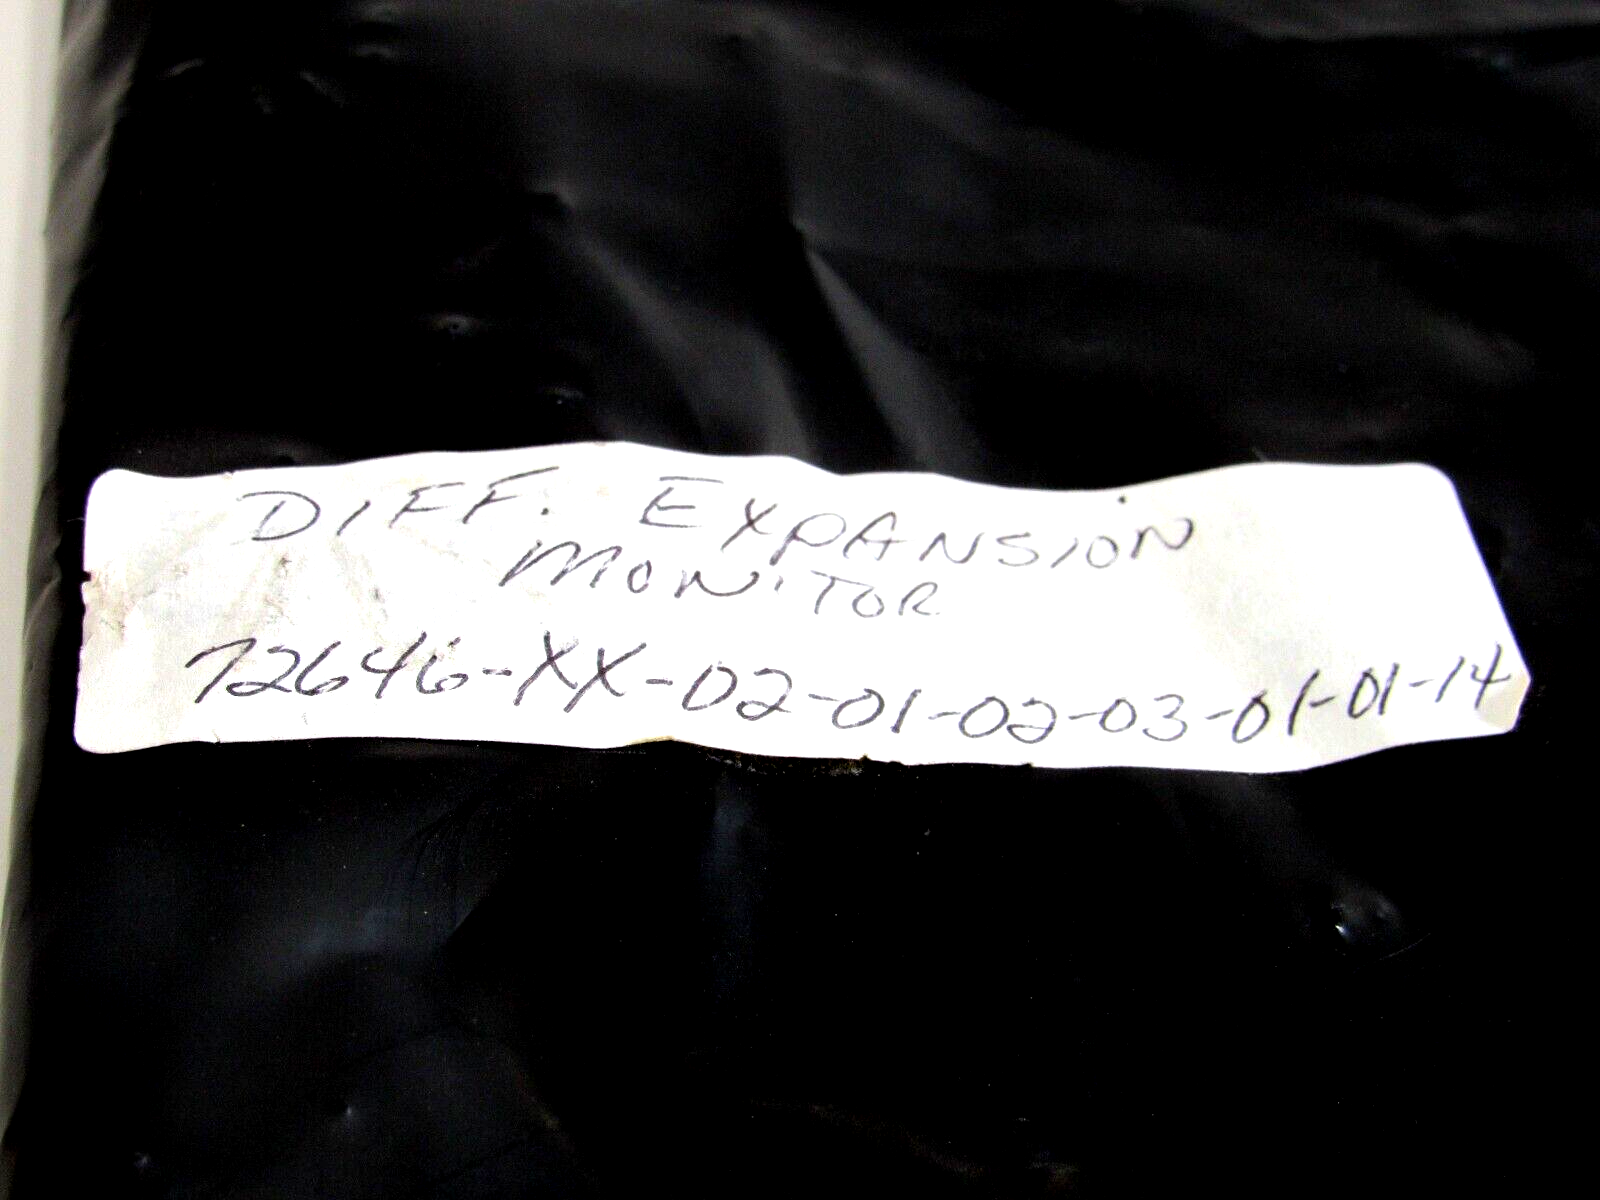 DIFF. EXPANSION
MONITOR
72646-XX-02-01-02-03-01-01-14